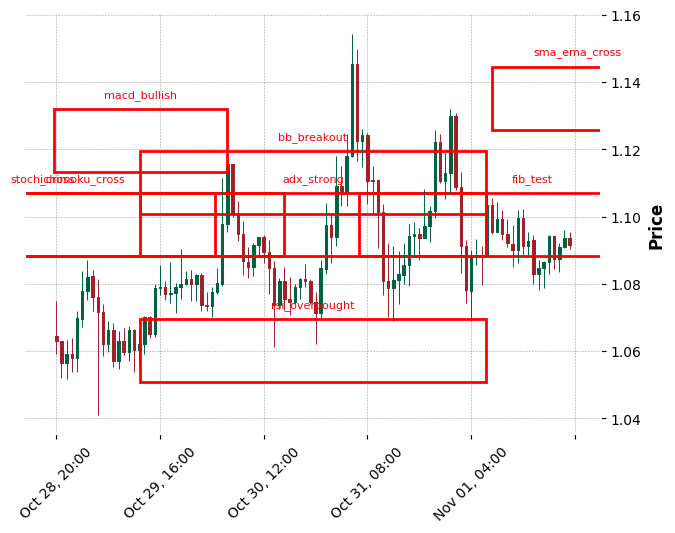 1.16
sma_ema_cross
1.14
macd_bullish
bb_breakout
1.12
adx_strong
fib_test
1.10
Price
1.08
1.06
1.04
Oct 28, 20:00
Oct 29, 16:00
Oct 30, 12:00
Oct 31, 08:00
Nov 01, 04:00